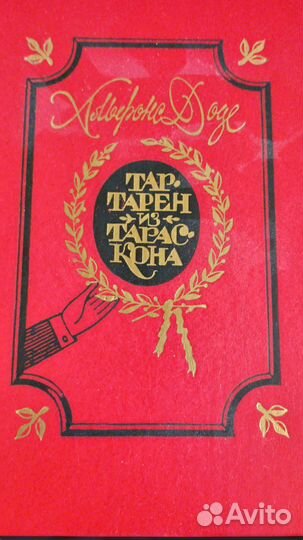 Альфонс Доде
ТАР-
ТАРЕН
ИЗ
ТАРАС-
КОНА
Avito